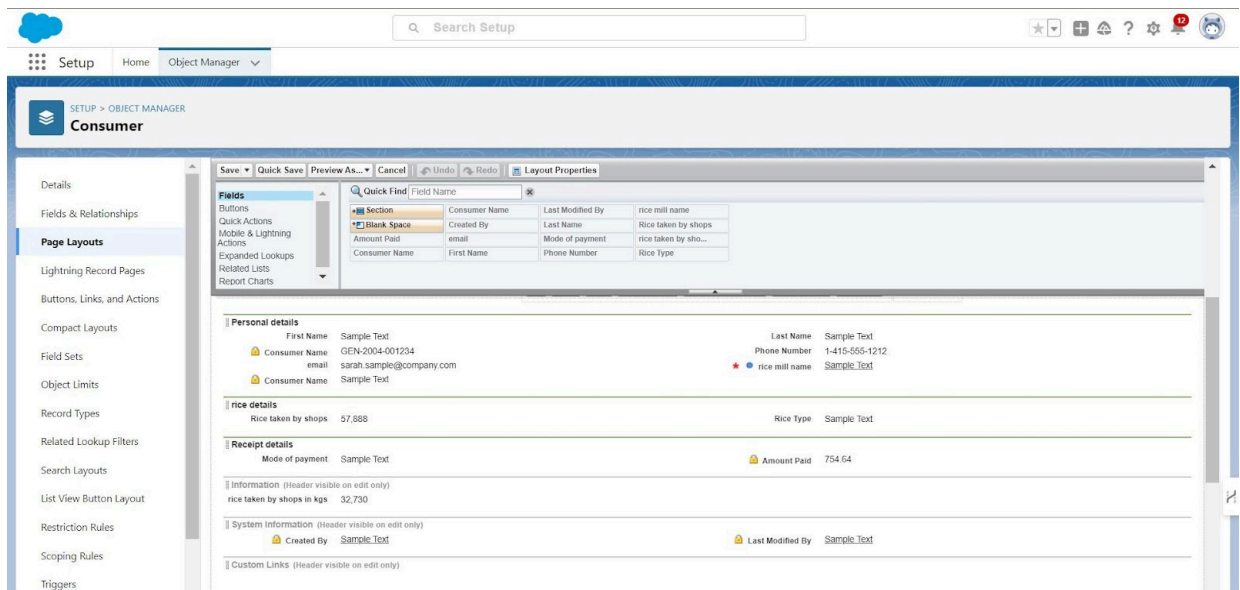 Search Setup
12
Setup Home Object Manager
SETUP > OBJECT MANAGER
Consumer
Details
Fields & Relationships
Page Layouts
Lightning Record Pages
Buttons, Links, and Actions
Compact Layouts
Field Sets
Object Limits
Record Types
Related Lookup Filters
Search Layouts
List View Button Layout
Restriction Rules
Scoping Rules
Triggers
Save Quick Save Preview As... Cancel Undo Redo Layout Properties
Fields
Buttons
Quick Actions
Mobile & Lightning
Actions
Expanded Lookups
Related Lists
Report Charts
Quick Find Field Name
Section Consumer Name Last Modified By rice mill name
Blank Space Created By Last Name Rice taken by shops
Amount Paid email Mode of payment rice taken by sho...
Consumer Name First Name Phone Number Rice Type
Personal details
First Name Sample Text Last Name Sample Text
Consumer Name GEN-2004-001234 Phone Number 1-415-555-1212
email sarah.sample@company.com rice mill name Sample Text
Consumer Name Sample Text
rice details
Rice taken by shops 57,888 Rice Type Sample Text
Receipt details
Mode of payment Sample Text Amount Paid 754.64
Information (Header visible on edit only)
rice taken by shops in kgs 32,730
System Information (Header visible on edit only)
Created By Sample Text Last Modified By Sample Text
Custom Links (Header visible on edit only)